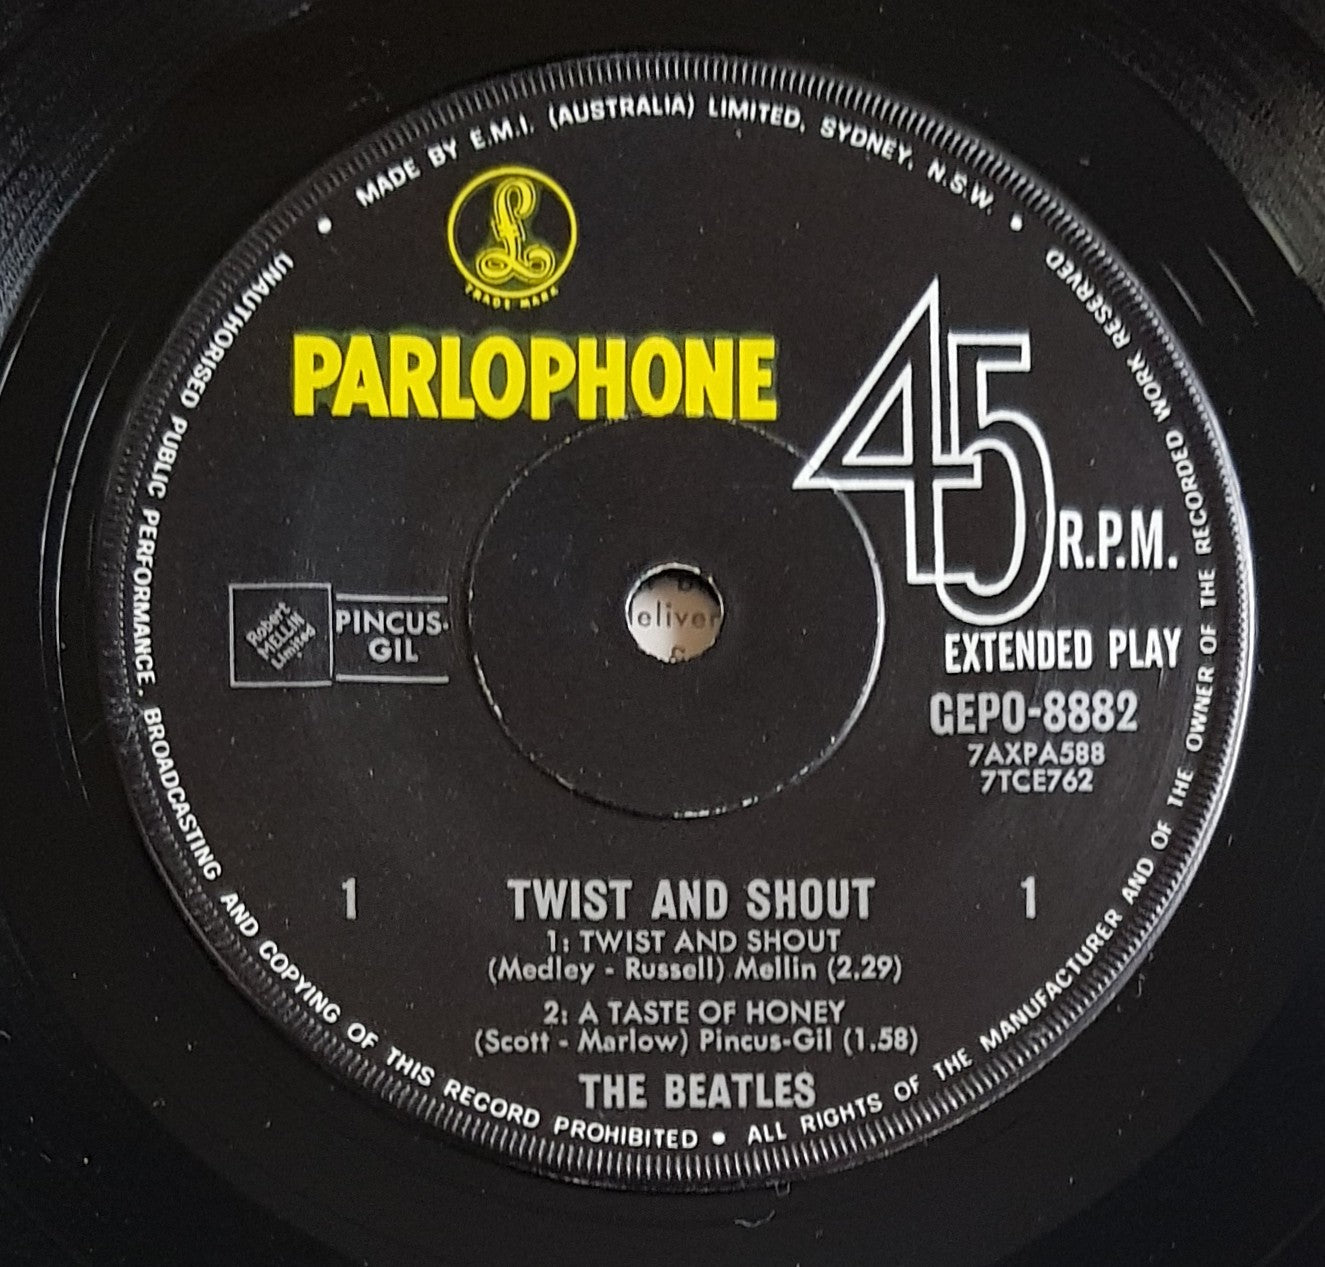 MADE BY E.M.I. (AUSTRALIA) LIMITED, SYDNEY, N.S.W. •
£
TRADE MARK
PARLOPHONE
45
R.P.M.
EXTENDED PLAY
GEPO-8882
7AXPA588
7TCE762
Robert
MELLIN
Limited
PINCUS-
GIL
eliver
1 TWIST AND SHOUT 1
1: TWIST AND SHOUT
(Medley - Russell) Mellin (2.29)
2: A TASTE OF HONEY
(Scott - Marlow) Pincus-Gil (1.58)
THE BEATLES
ALL RIGHTS OF THE MANUFACTURER AND OF THE OWNER OF THE RECORDED WORK RESERVED
• UNAUTHORISED PUBLIC PERFORMANCE, BROADCASTING AND COPYING OF THIS RECORD PROHIBITED •